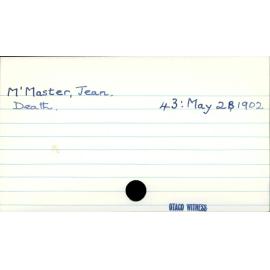 M'Master, Jean.
Death. 43: May 28 1902
OTAGO WITNESS